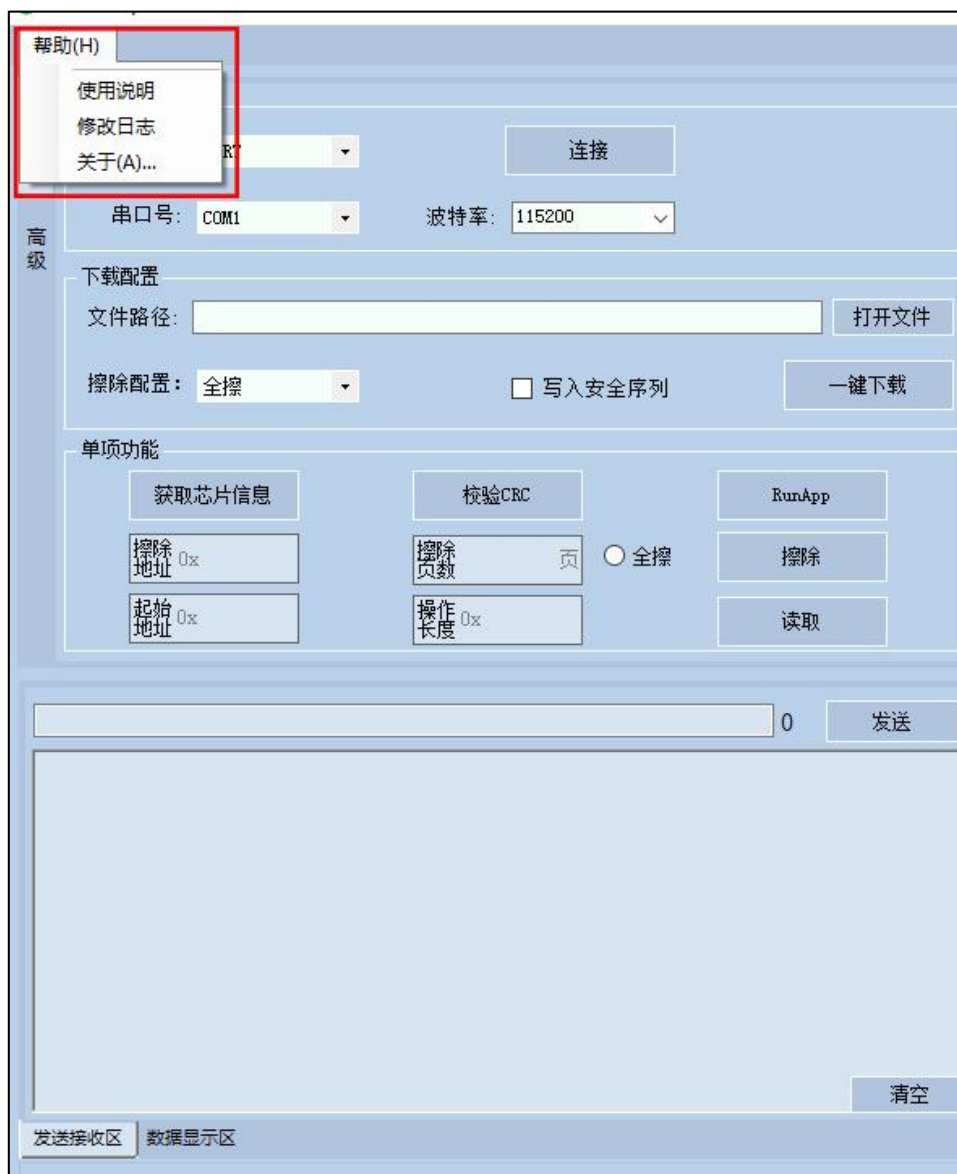 帮助(H)
使用说明
修改日志
关于(A)...
连接
串口号: COM1 波特率: 115200
高级
下载配置
文件路径: 打开文件
擦除配置： 全擦 写入安全序列 一键下载
单项功能
获取芯片信息 校验CRC RunApp
擦除地址 0x 擦除页数 页 全擦 擦除
起始地址 0x 操作长度 0x 读取
0 发送
清空
发送接收区 数据显示区